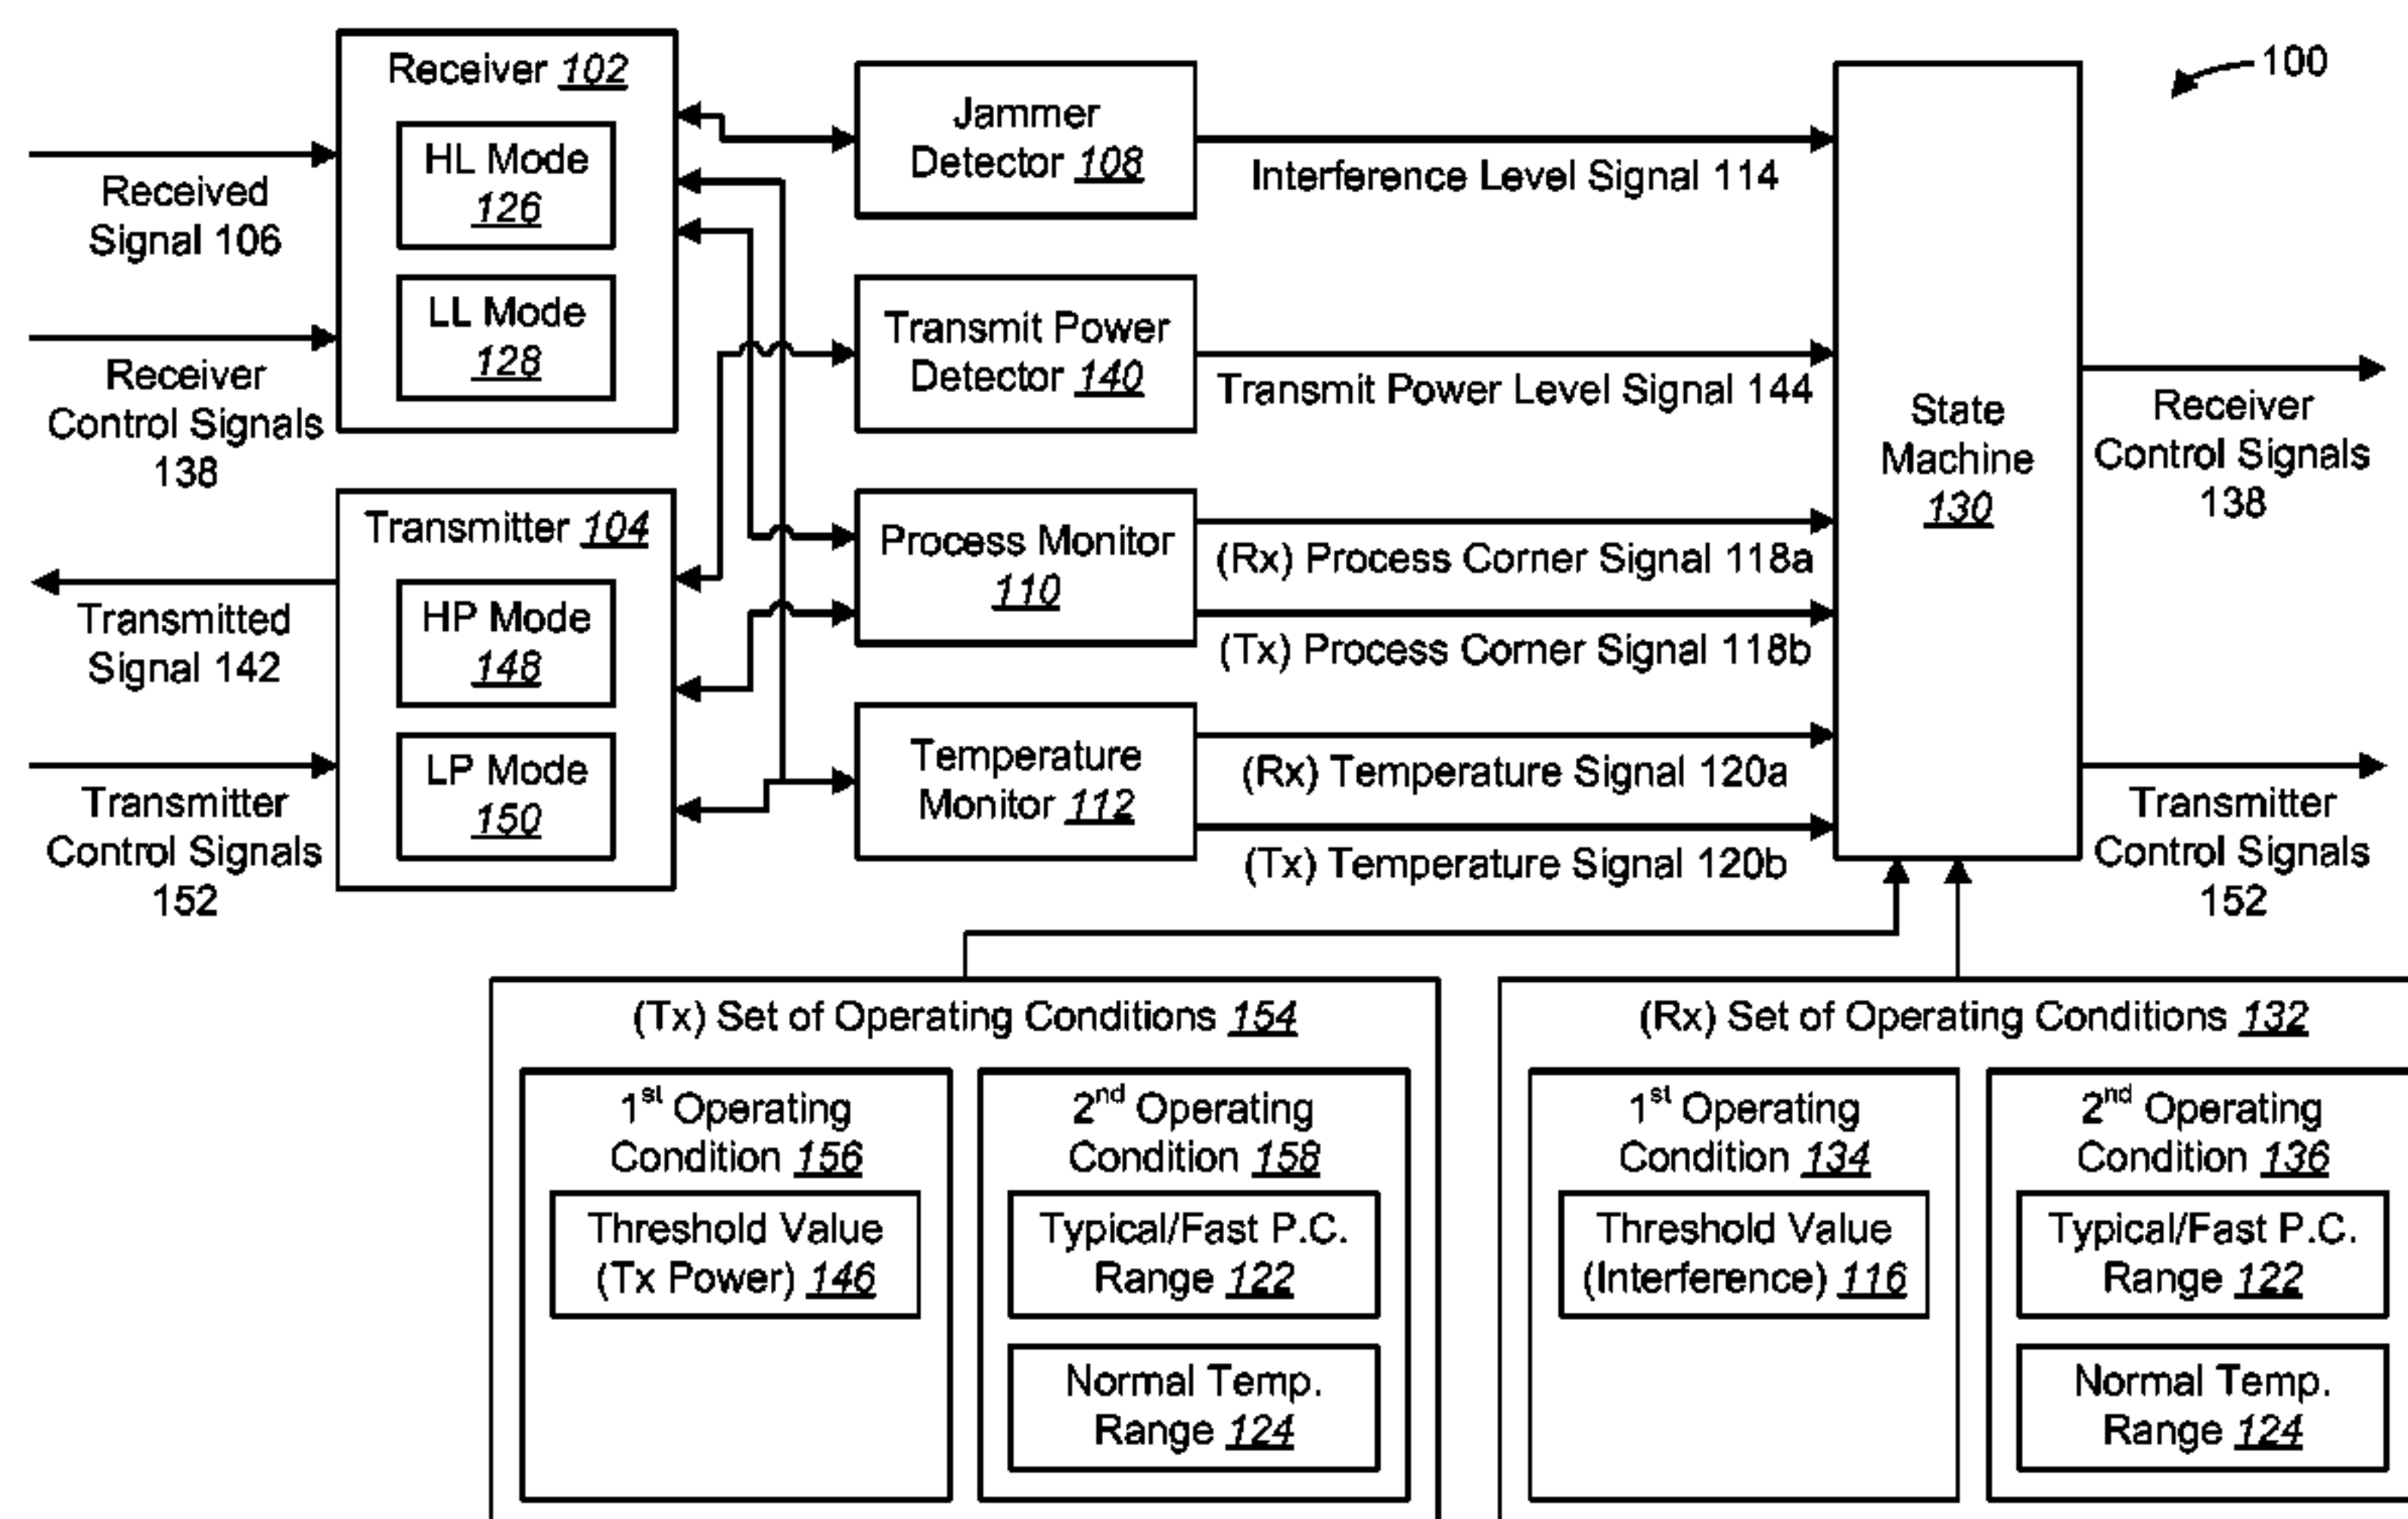 100
Receiver 102
HL Mode
126
LL Mode
128
Received
Signal 106
Receiver
Control Signals
138
Transmitter 104
HP Mode
148
LP Mode
150
Transmitted
Signal 142
Transmitter
Control Signals
152
Jammer
Detector 108
Interference Level Signal 114
Transmit Power
Detector 140
Transmit Power Level Signal 144
Process Monitor
110
(Rx) Process Corner Signal 118a
(Tx) Process Corner Signal 118b
Temperature
Monitor 112
(Rx) Temperature Signal 120a
(Tx) Temperature Signal 120b
State
Machine
130
Receiver
Control Signals
138
Transmitter
Control Signals
152
(Tx) Set of Operating Conditions 154
1st Operating
Condition 156
Threshold Value
(Tx Power) 146
2nd Operating
Condition 158
Typical/Fast P.C.
Range 122
Normal Temp.
Range 124
(Rx) Set of Operating Conditions 132
1st Operating
Condition 134
Threshold Value
(Interference) 116
2nd Operating
Condition 136
Typical/Fast P.C.
Range 122
Normal Temp.
Range 124